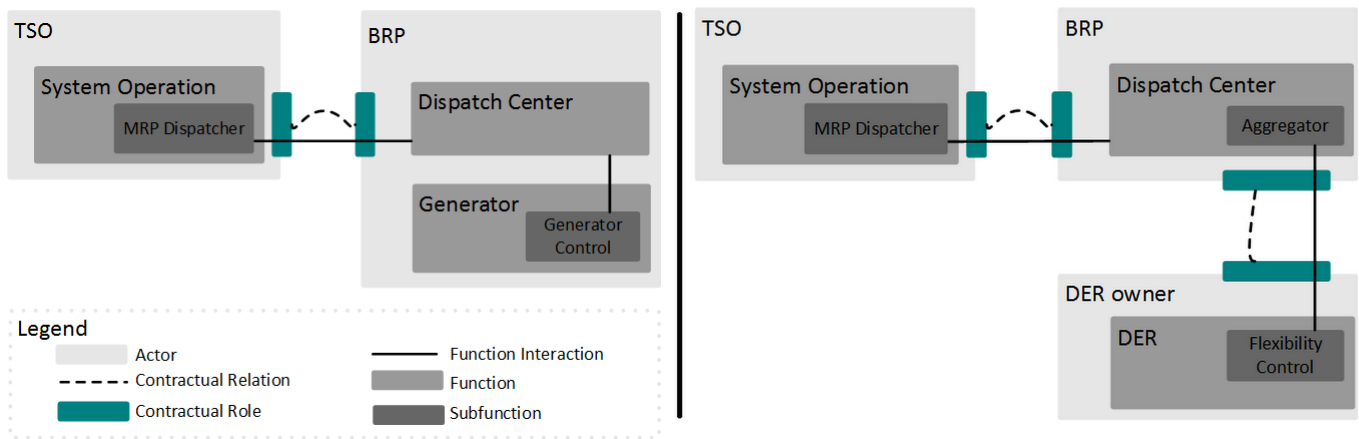 TSO
System Operation
MRP Dispatcher
BRP
Dispatch Center
Generator
Generator
Control
Legend
Actor
Contractual Relation
Contractual Role
Function Interaction
Function
Subfunction
TSO
System Operation
MRP Dispatcher
BRP
Dispatch Center
Aggregator
DER owner
DER
Flexibility
Control